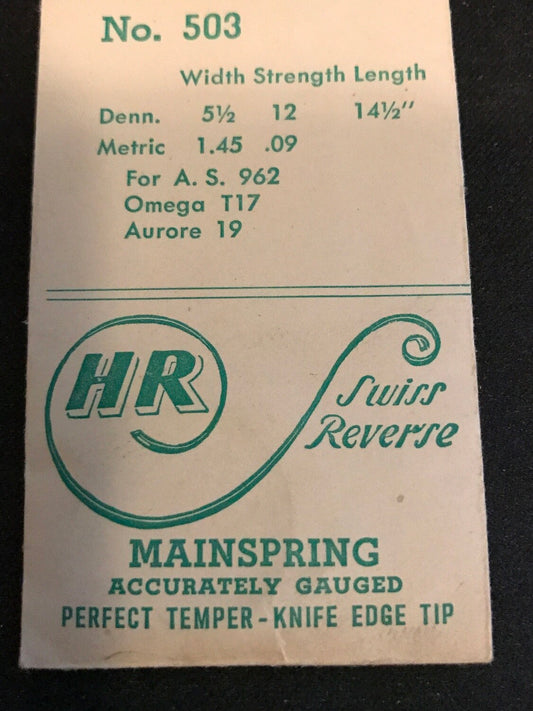 No. 503
Width Strength Length
Denn. 5½ 12 14½"
Metric 1.45 .09
For A. S. 962
Omega T17
Aurore 19
HR
Swiss
Reverse
MAINSPRING
ACCURATELY GAUGED
PERFECT TEMPER-KNIFE EDGE TIP